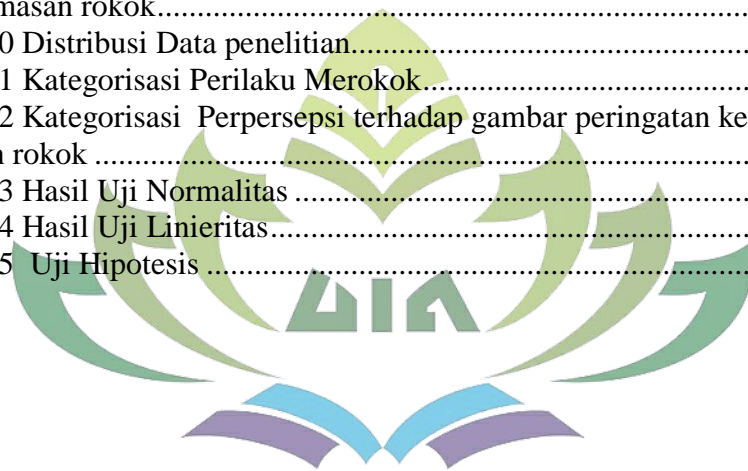 masan rokok...............................................................................
0 Distribusi Data penelitian.......................................................
1 Kategorisasi Perilaku Merokok.............................................
2 Kategorisasi  Perpersepsi terhadap gambar peringatan ke
n rokok ......................................................................................
3 Hasil Uji Normalitas ...............................................................
4 Hasil Uji Linieritas..................................................................
5  Uji Hipotesis ............................................................................
UIN